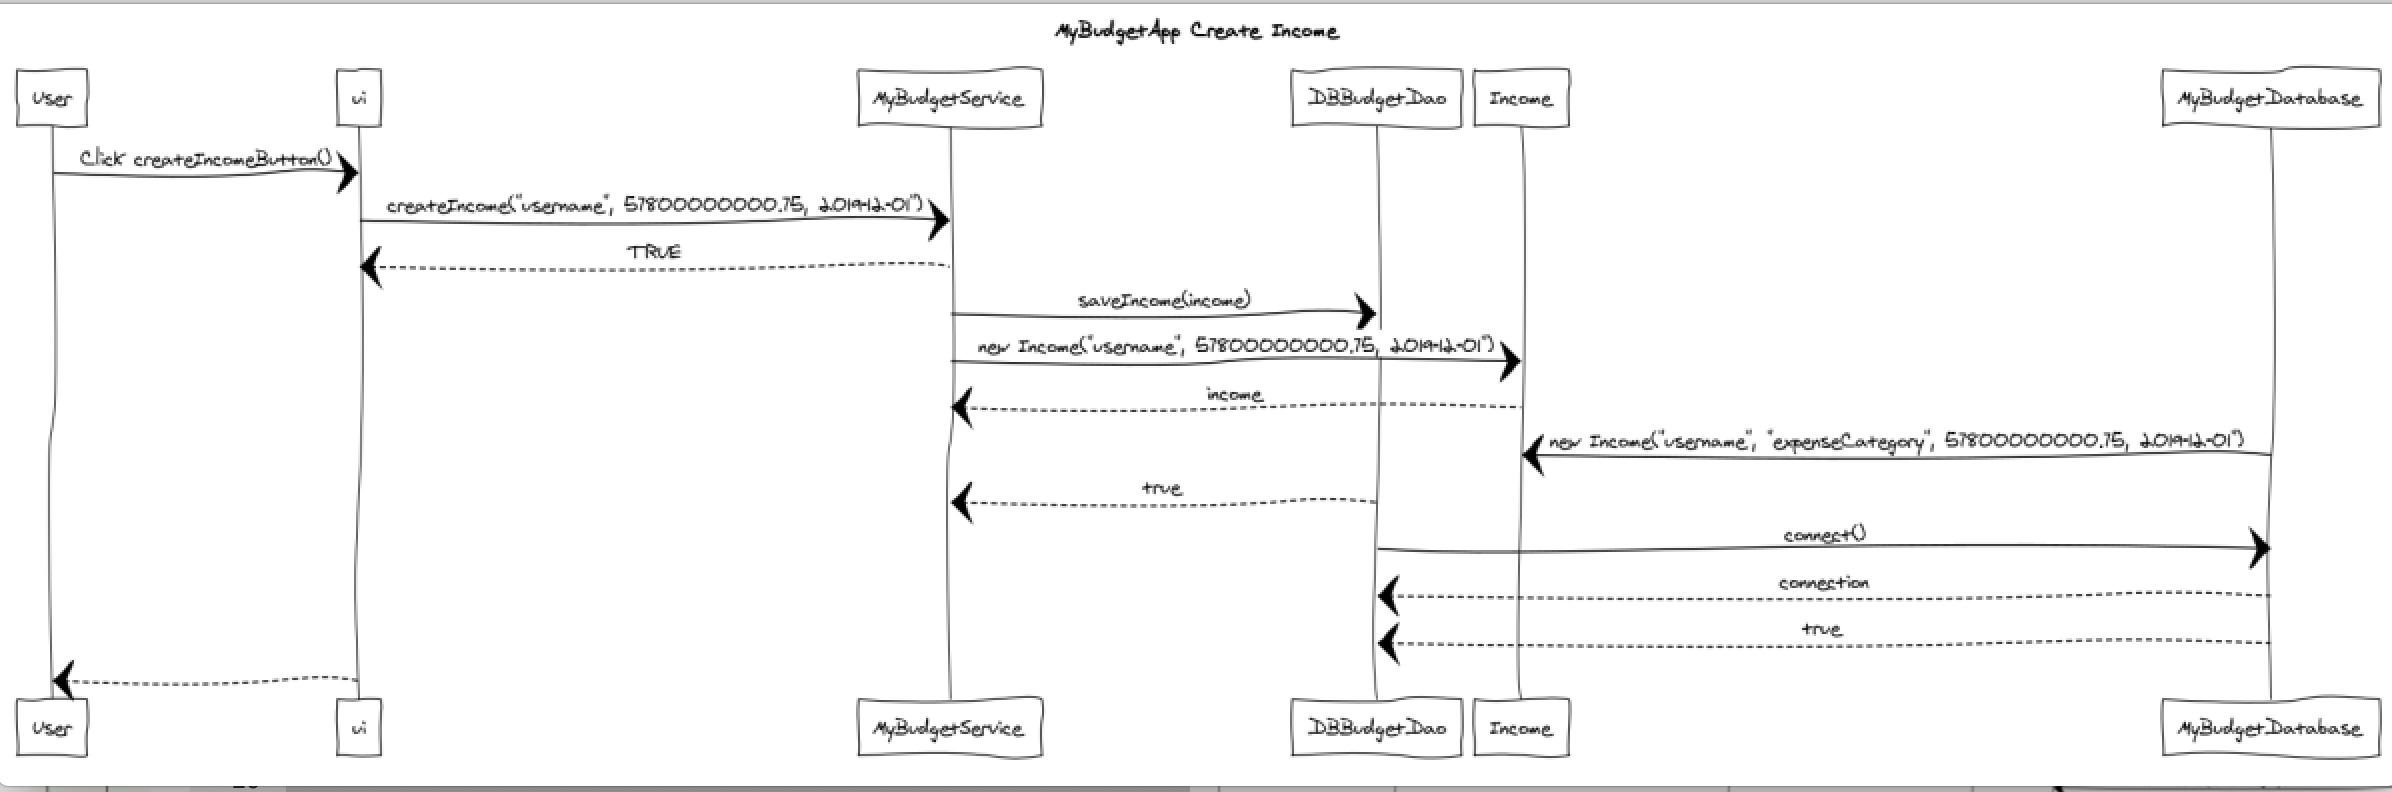 MyBudgetApp Create Income
User
ui
MyBudgetService
DBBudgetDao
Income
MyBudgetDatabase
Click createIncomeButton()
createIncome("username", 57800000000.75, 2019-12-01")
TRUE
saveIncome(income)
new Income("username", 57800000000.75, 2019-12-01")
income
new Income("username", "expenseCategory", 57800000000.75, 2019-12-01")
true
connect()
connection
true
User
ui
MyBudgetService
DBBudgetDao
Income
MyBudgetDatabase